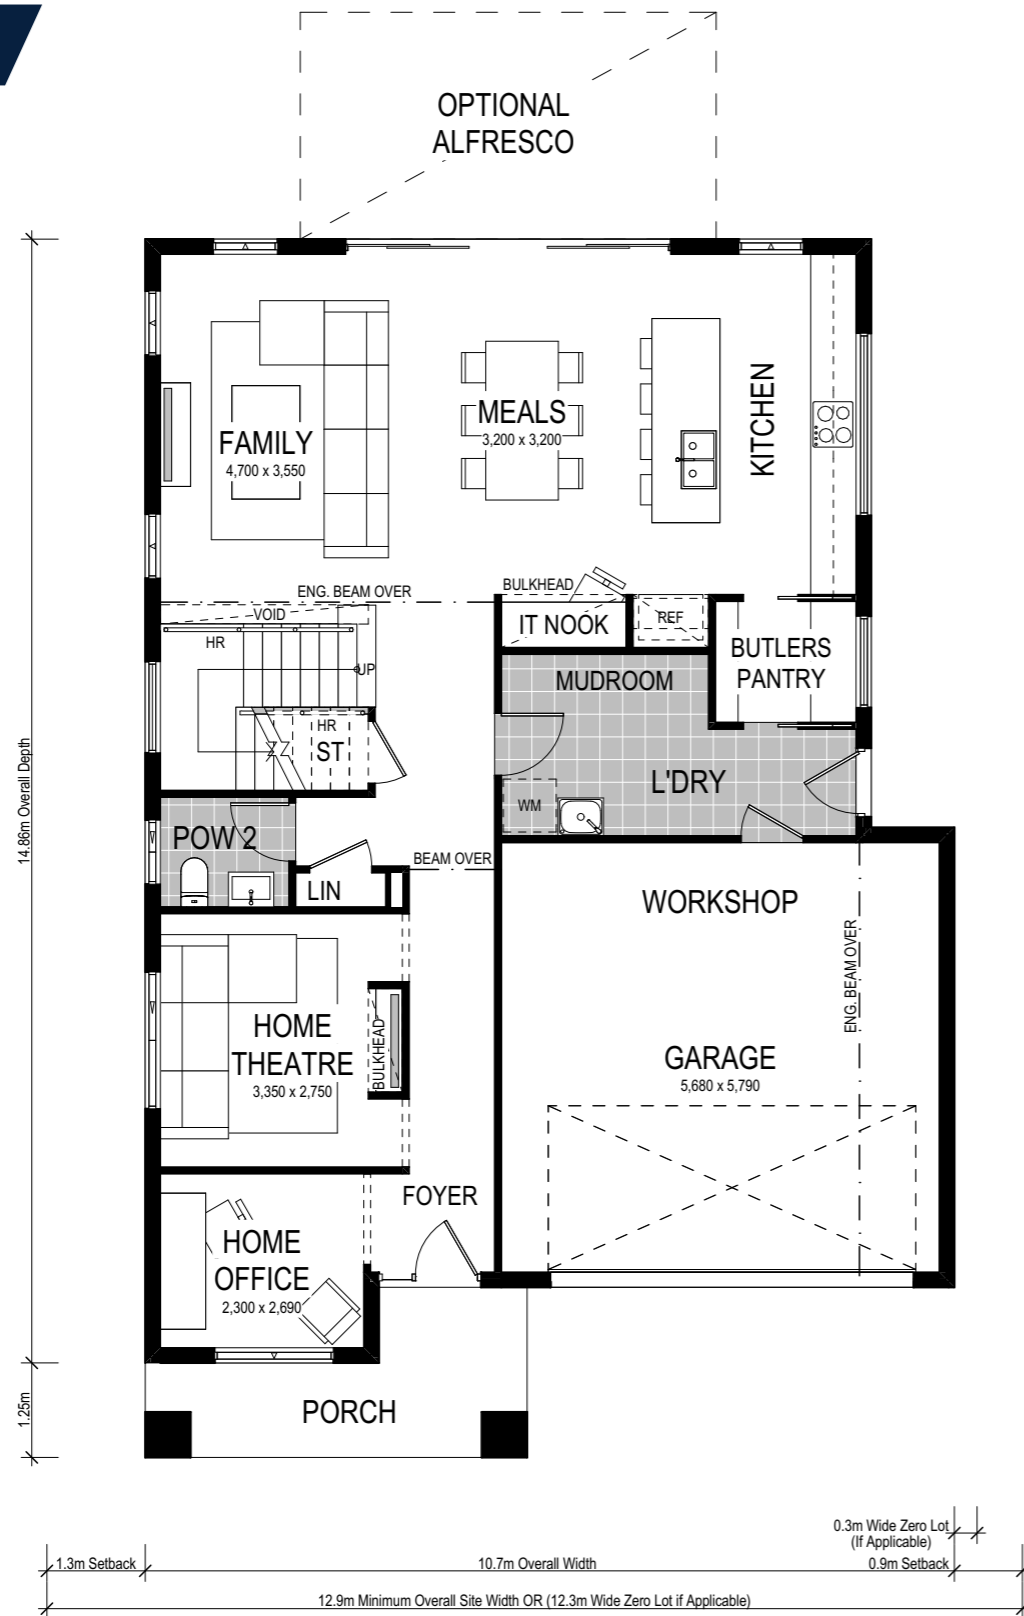 OPTIONAL
ALFRESCO
FAMILY
4,700 x 3,550
MEALS
3,200 x 3,200
KITCHEN
ENG. BEAM OVER
BULKHEAD
VOID
HR
UP
IT NOOK
REF
BUTLERS
PANTRY
MUDROOM
HR
ST
L'DRY
WM
POW 2
LIN
BEAM OVER
WORKSHOP
ENG. BEAM OVER
HOME
THEATRE
3,350 x 2,750
BULKHEAD
GARAGE
5,680 x 5,790
FOYER
HOME
OFFICE
2,300 x 2,690
PORCH
14.86m Overall Depth
1.25m
0.3m Wide Zero Lot
(If Applicable)
1.3m Setback
10.7m Overall Width
0.9m Setback
12.9m Minimum Overall Site Width OR (12.3m Wide Zero Lot if Applicable)